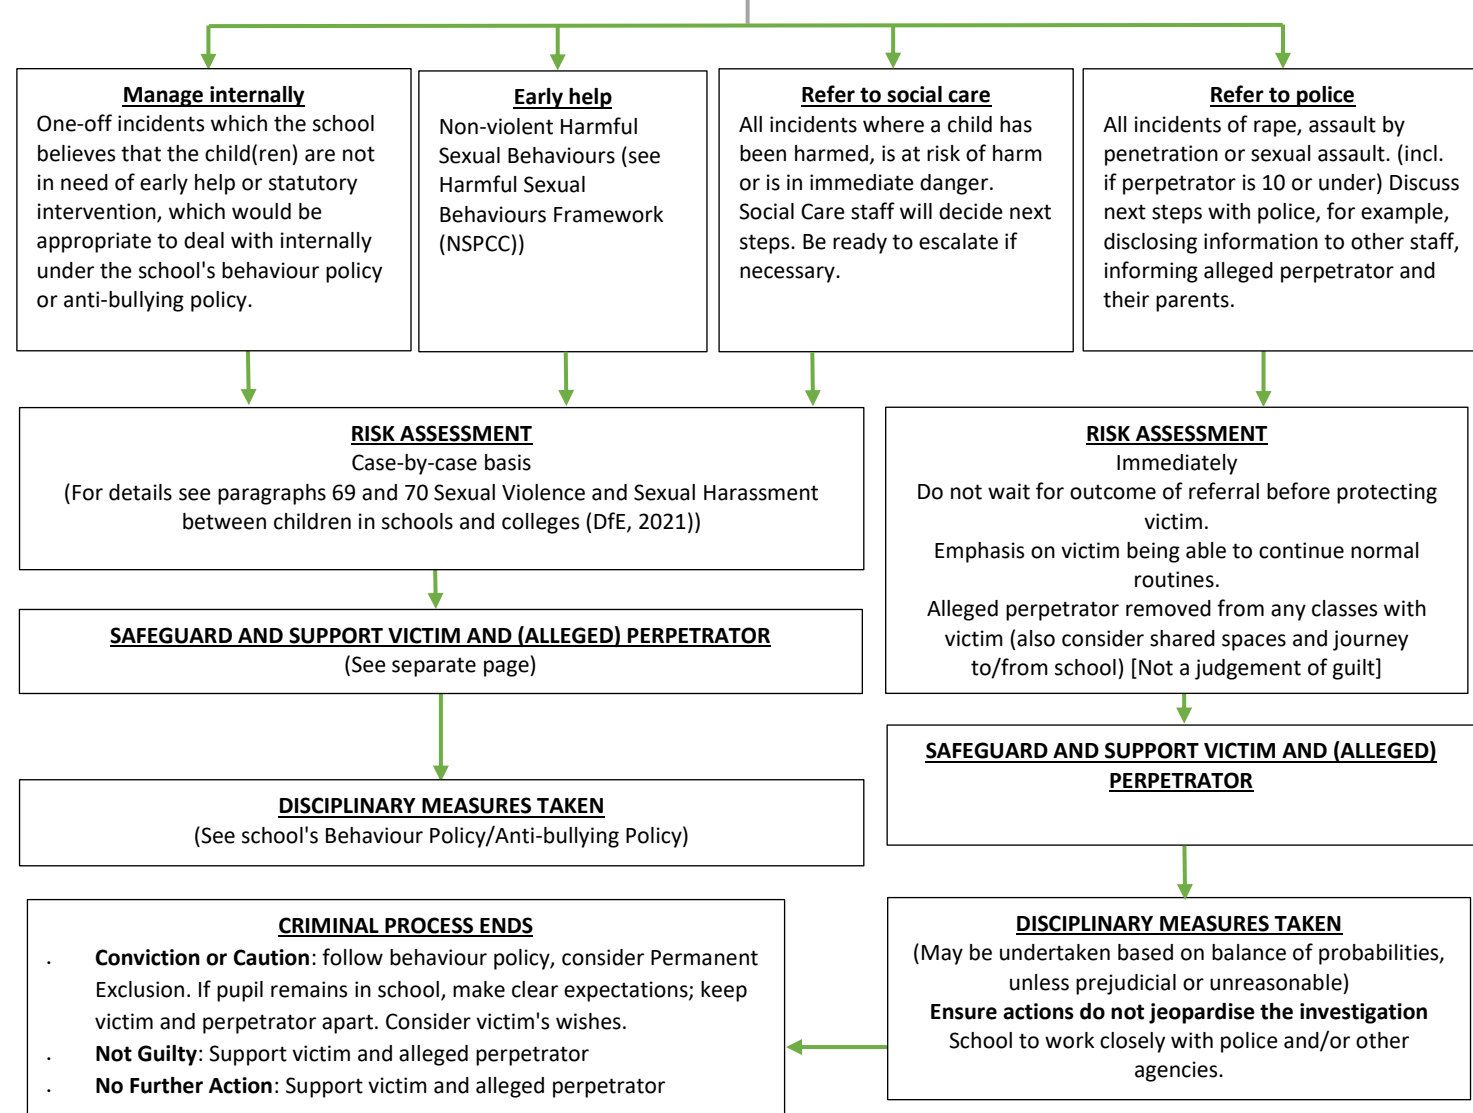 Manage internally
One-off incidents which the school
believes that the child(ren) are not
in need of early help or statutory
intervention, which would be
appropriate to deal with internally
under the school's behaviour policy
or anti-bullying policy.
Early help
Non-violent Harmful
Sexual Behaviours (see
Harmful Sexual
Behaviours Framework
(NSPCC))
Refer to social care
All incidents where a child has
been harmed, is at risk of harm
or is in immediate danger.
Social Care staff will decide next
steps. Be ready to escalate if
necessary.
Refer to police
All incidents of rape, assault by
penetration or sexual assault. (incl.
if perpetrator is 10 or under) Discuss
next steps with police, for example,
disclosing information to other staff,
informing alleged perpetrator and
their parents.
RISK ASSESSMENT
Case-by-case basis
(For details see paragraphs 69 and 70 Sexual Violence and Sexual Harassment
between children in schools and colleges (DfE, 2021))
RISK ASSESSMENT
Immediately
Do not wait for outcome of referral before protecting
victim.
Emphasis on victim being able to continue normal
routines.
Alleged perpetrator removed from any classes with
victim (also consider shared spaces and journey
to/from school) [Not a judgement of guilt]
SAFEGUARD AND SUPPORT VICTIM AND (ALLEGED) PERPETRATOR
(See separate page)
SAFEGUARD AND SUPPORT VICTIM AND (ALLEGED)
PERPETRATOR
DISCIPLINARY MEASURES TAKEN
(See school's Behaviour Policy/Anti-bullying Policy)
DISCIPLINARY MEASURES TAKEN
(May be undertaken based on balance of probabilities,
unless prejudicial or unreasonable)
Ensure actions do not jeopardise the investigation
School to work closely with police and/or other
agencies.
CRIMINAL PROCESS ENDS
. Conviction or Caution: follow behaviour policy, consider Permanent
Exclusion. If pupil remains in school, make clear expectations; keep
victim and perpetrator apart. Consider victim's wishes.
. Not Guilty: Support victim and alleged perpetrator
. No Further Action: Support victim and alleged perpetrator